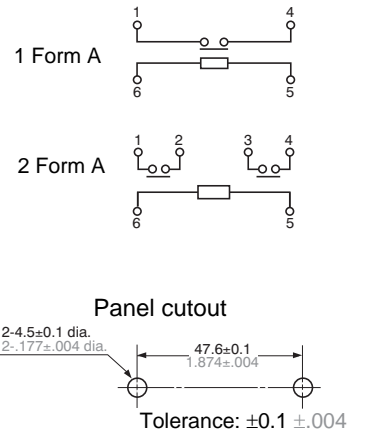 1 4
1 Form A
6 5
1 2 3 4
2 Form A
6 5
Panel cutout
2-4.5±0.1 dia.
2-.177±.004 dia.
47.6±0.1
1.874±.004
Tolerance: ±0.1 ±.004